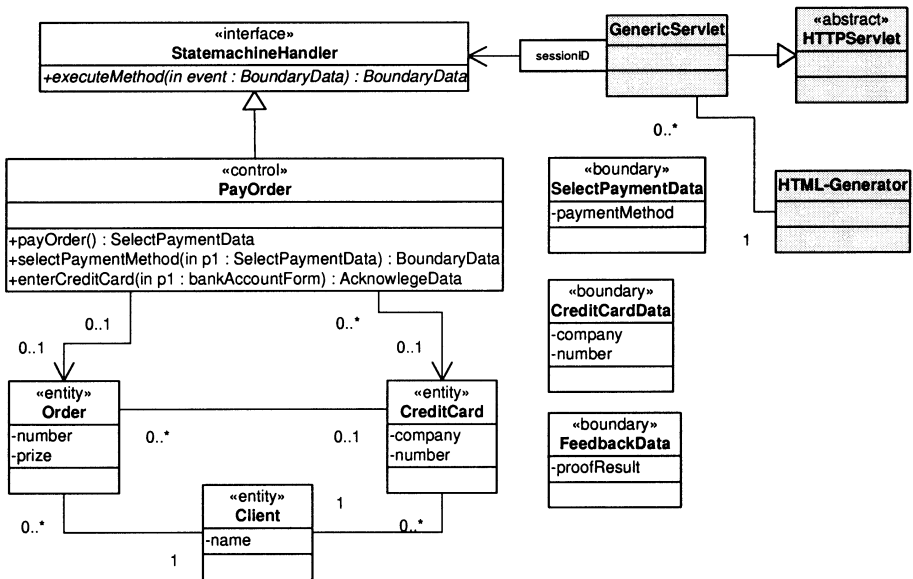 «interface»
StatemachineHandler
+executeMethod(in event : BoundaryData) : BoundaryData
sessionID
GenericServlet
«abstract»
HTTPServlet
0..*
1
HTML-Generator
«control»
PayOrder
+payOrder() : SelectPaymentData
+selectPaymentMethod(in p1 : SelectPaymentData) : BoundaryData
+enterCreditCard(in p1 : bankAccountForm) : AcknowlegeData
«boundary»
SelectPaymentData
-paymentMethod
0..1
0..1
0..*
0..1
«boundary»
CreditCardData
-company
-number
«entity»
Order
-number
-prize
0..*
0..1
«entity»
CreditCard
-company
-number
«boundary»
FeedbackData
-proofResult
0..*
1
«entity»
Client
-name
1
0..*